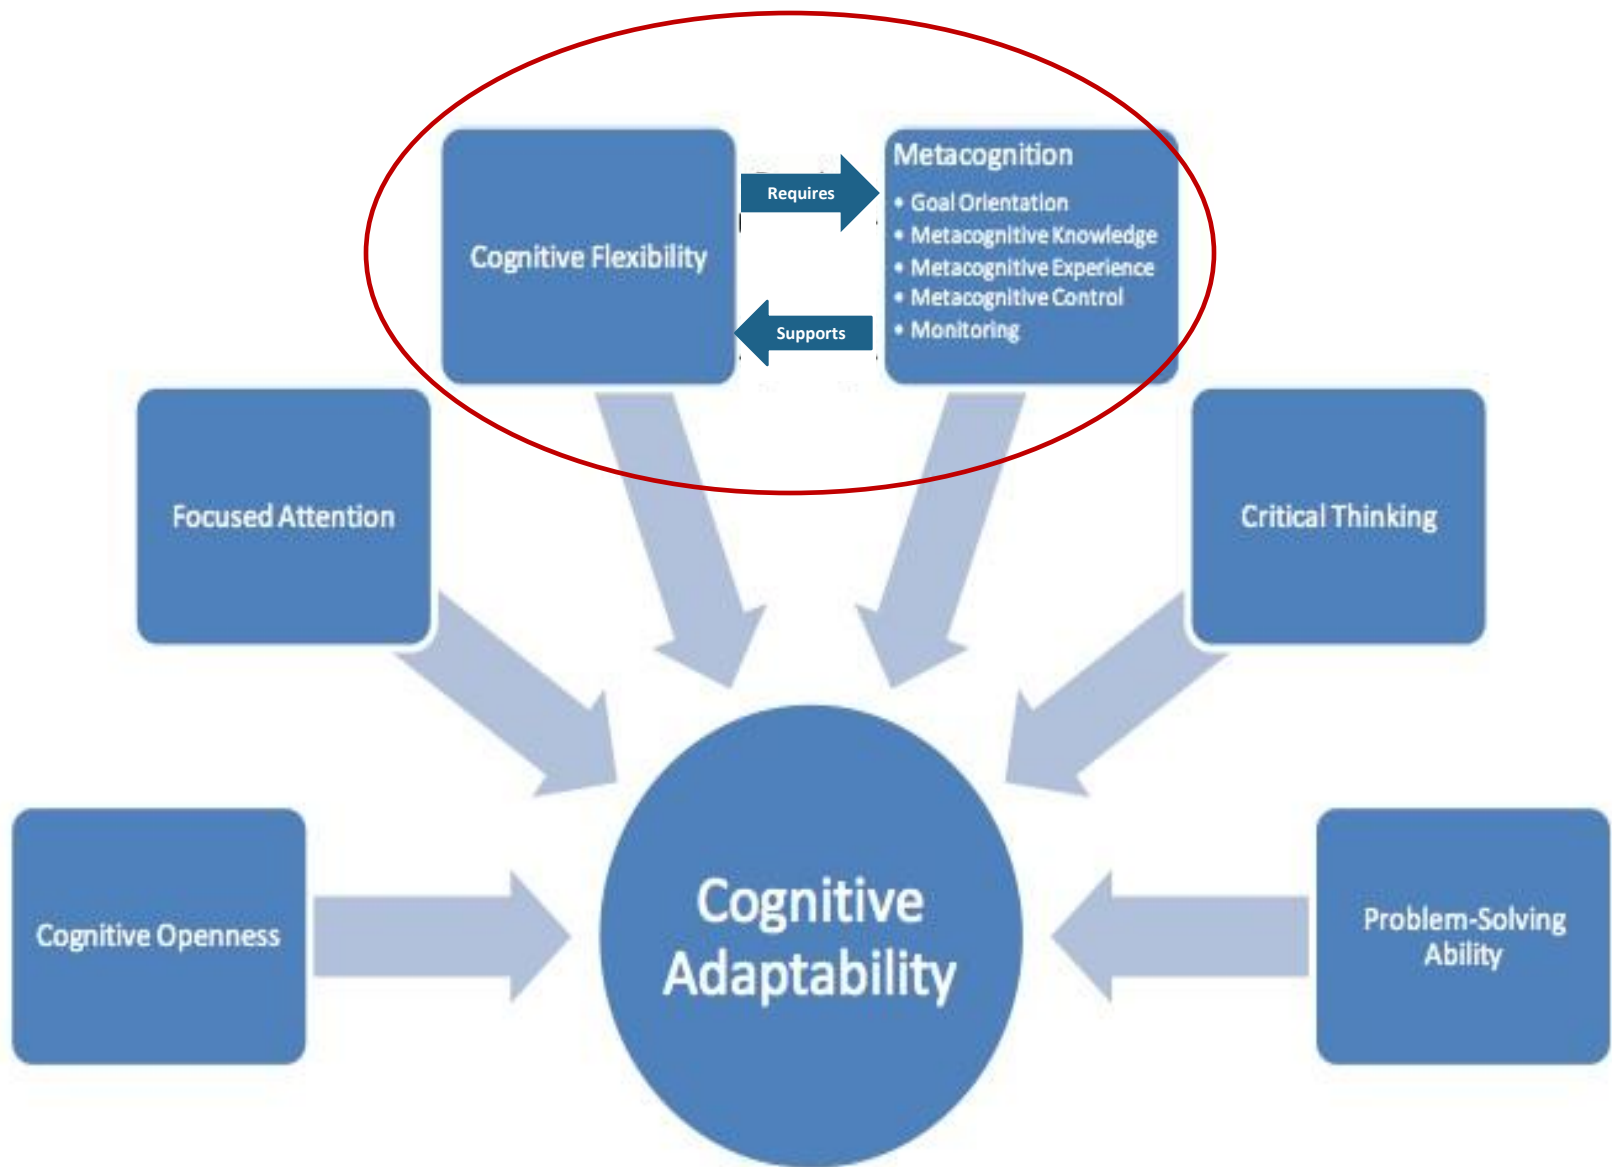 Cognitive Flexibility
Requires
Supports
Metacognition
• Goal Orientation
• Metacognitive Knowledge
• Metacognitive Experience
• Metacognitive Control
• Monitoring
Focused Attention
Critical Thinking
Cognitive Openness
Cognitive
Adaptability
Problem-Solving
Ability